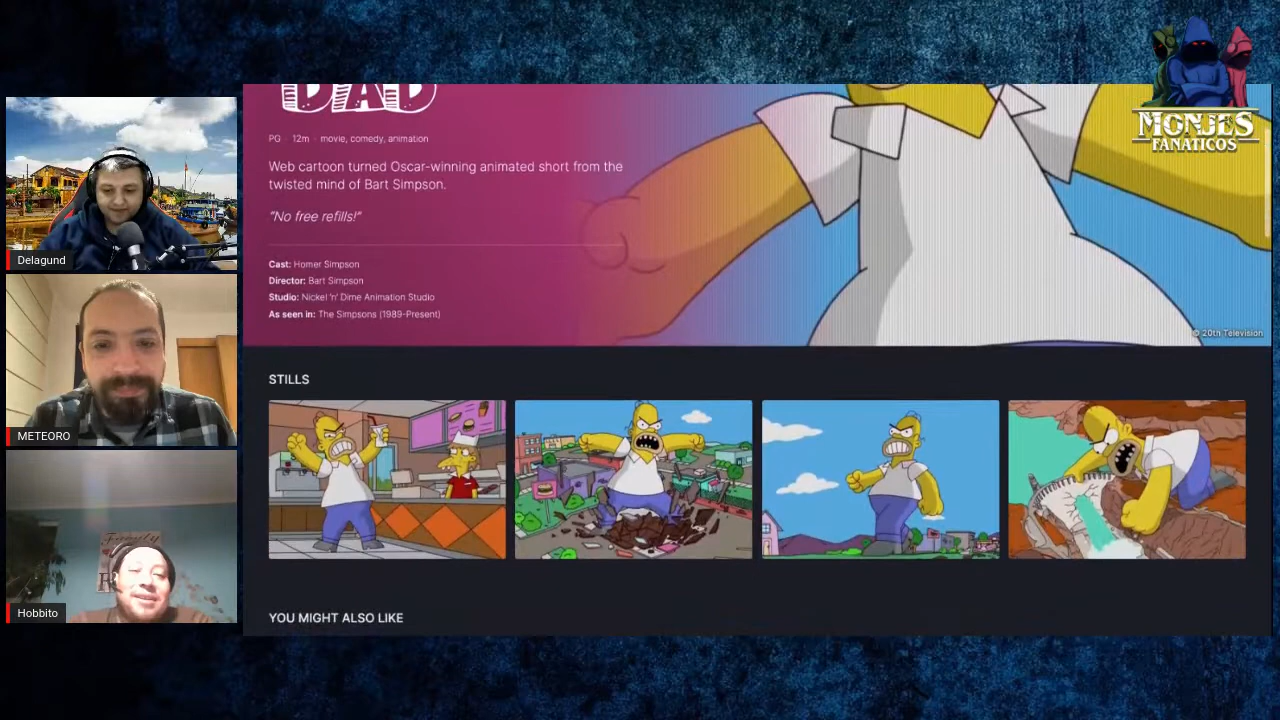 MONJES
FANATICOS
DAD
PG · 12m · movie, comedy, animation
Web cartoon turned Oscar-winning animated short from the
twisted mind of Bart Simpson.
"No free refills!"
Cast: Homer Simpson
Director: Bart Simpson
Studio: Nickel 'n' Dime Animation Studio
As seen in: The Simpsons (1989-Present)
© 20th Television
STILLS
YOU MIGHT ALSO LIKE
Delagund
METEORO
Hobbito